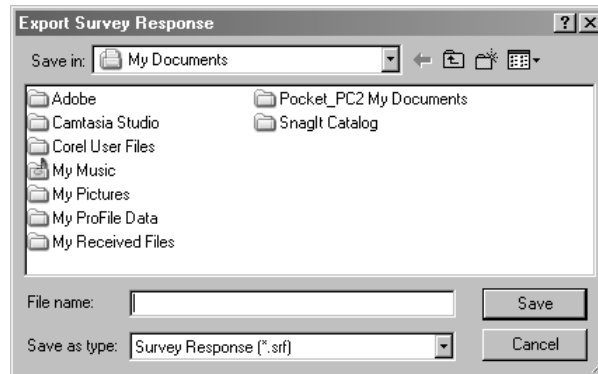 Export Survey Response
Save in: My Documents
Adobe
Camtasia Studio
Corel User Files
My Music
My Pictures
My ProFile Data
My Received Files
Pocket_PC2 My Documents
SnagIt Catalog
File name:
Save
Save as type: Survey Response (*.srf)
Cancel